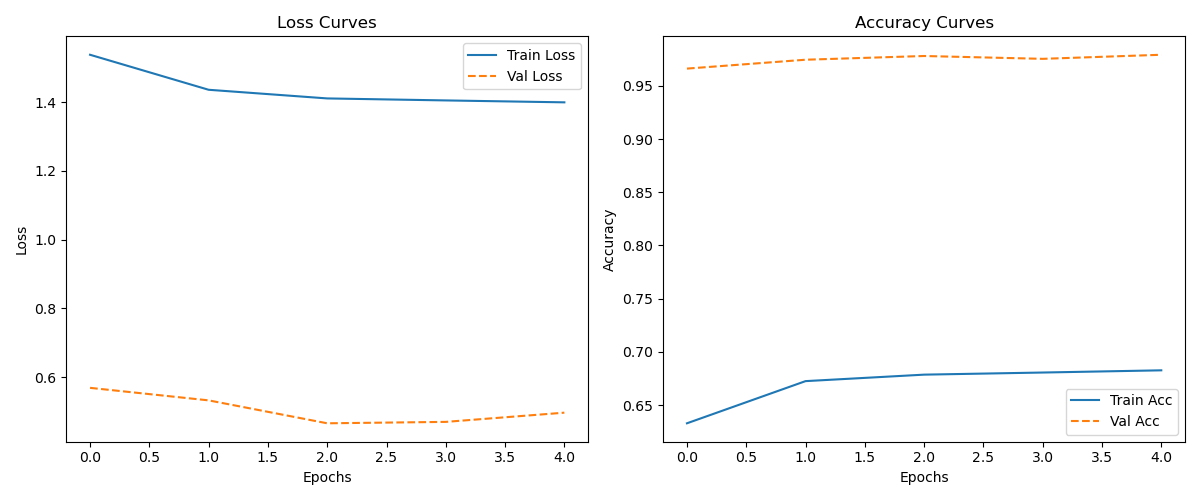 Loss Curves
Train Loss
Val Loss
1.4
1.2
1.0
0.8
0.6
Loss
0.0 0.5 1.0 1.5 2.0 2.5 3.0 3.5 4.0
Epochs
Accuracy Curves
0.95
0.90
0.85
0.80
0.75
0.70
0.65
Accuracy
Train Acc
Val Acc
0.0 0.5 1.0 1.5 2.0 2.5 3.0 3.5 4.0
Epochs